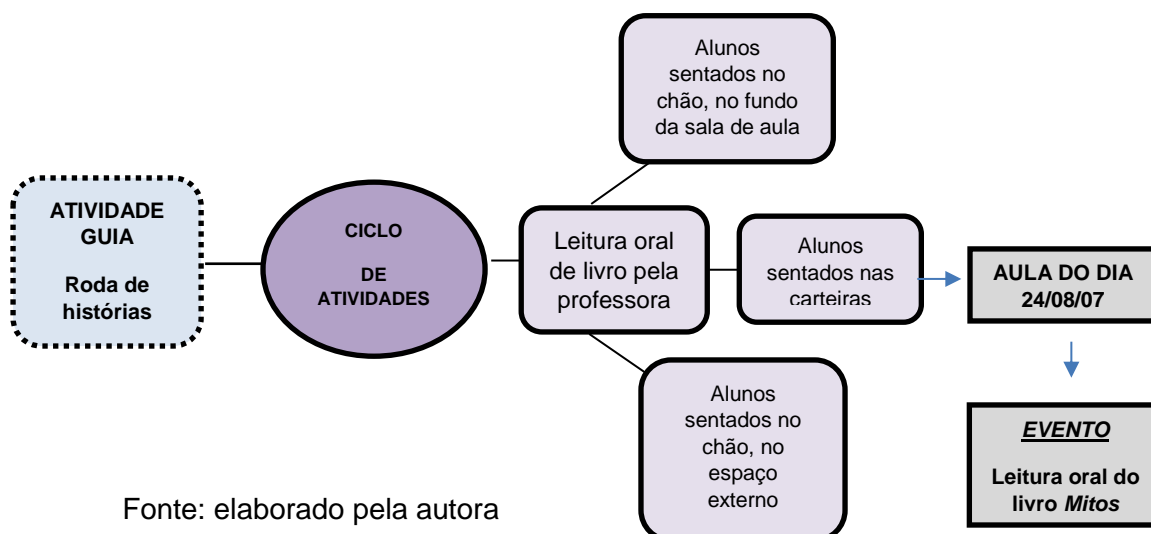 Alunos
sentados no
chão, no fundo
da sala de aula
ATIVIDADE
GUIA
Roda de
histórias
CICLO
DE
ATIVIDADES
Leitura oral
de livro pela
professora
Alunos
sentados nas
carteiras
AULA DO DIA
24/08/07
Alunos
sentados no
chão, no
espaço
externo
EVENTO
Leitura oral do
livro Mitos
Fonte: elaborado pela autora